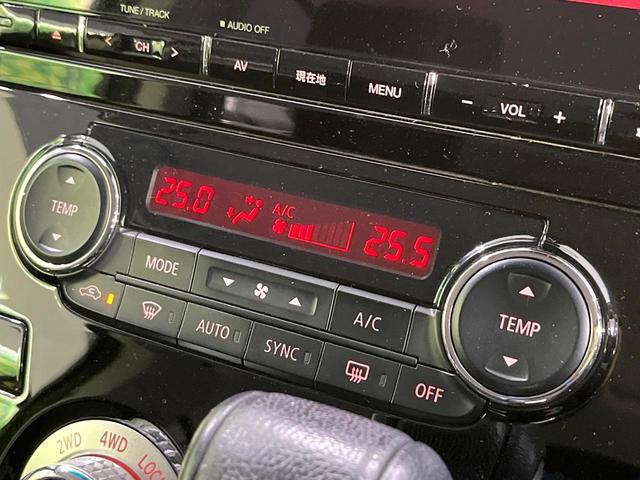 TUNE / TRACK
AUDIO OFF
CH
AV
現在地
MENU
VOL
TEMP
25.0
A/C
25.5
TEMP
MODE
A/C
AUTO
SYNC
OFF
2WD
4WD
LOCK